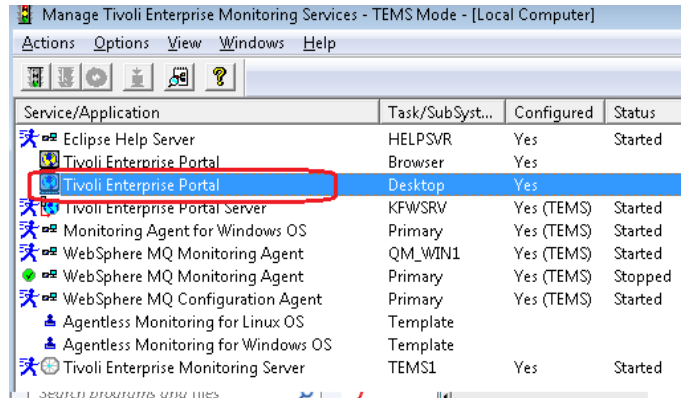 Manage Tivoli Enterprise Monitoring Services - TEMS Mode - [Local Computer]
Actions Options View Windows Help
Service/Application Task/SubSyst... Configured Status
Eclipse Help Server HELPSVR Yes Started
Tivoli Enterprise Portal Browser Yes
Tivoli Enterprise Portal Desktop Yes
Tivoli Enterprise Portal Server KFWSRV Yes (TEMS) Started
Monitoring Agent for Windows OS Primary Yes (TEMS) Started
WebSphere MQ Monitoring Agent QM_WIN1 Yes (TEMS) Started
WebSphere MQ Monitoring Agent Primary Yes (TEMS) Stopped
WebSphere MQ Configuration Agent Primary Yes (TEMS) Started
Agentless Monitoring for Linux OS Template
Agentless Monitoring for Windows OS Template
Tivoli Enterprise Monitoring Server TEMS1 Yes Started
Search programs and files